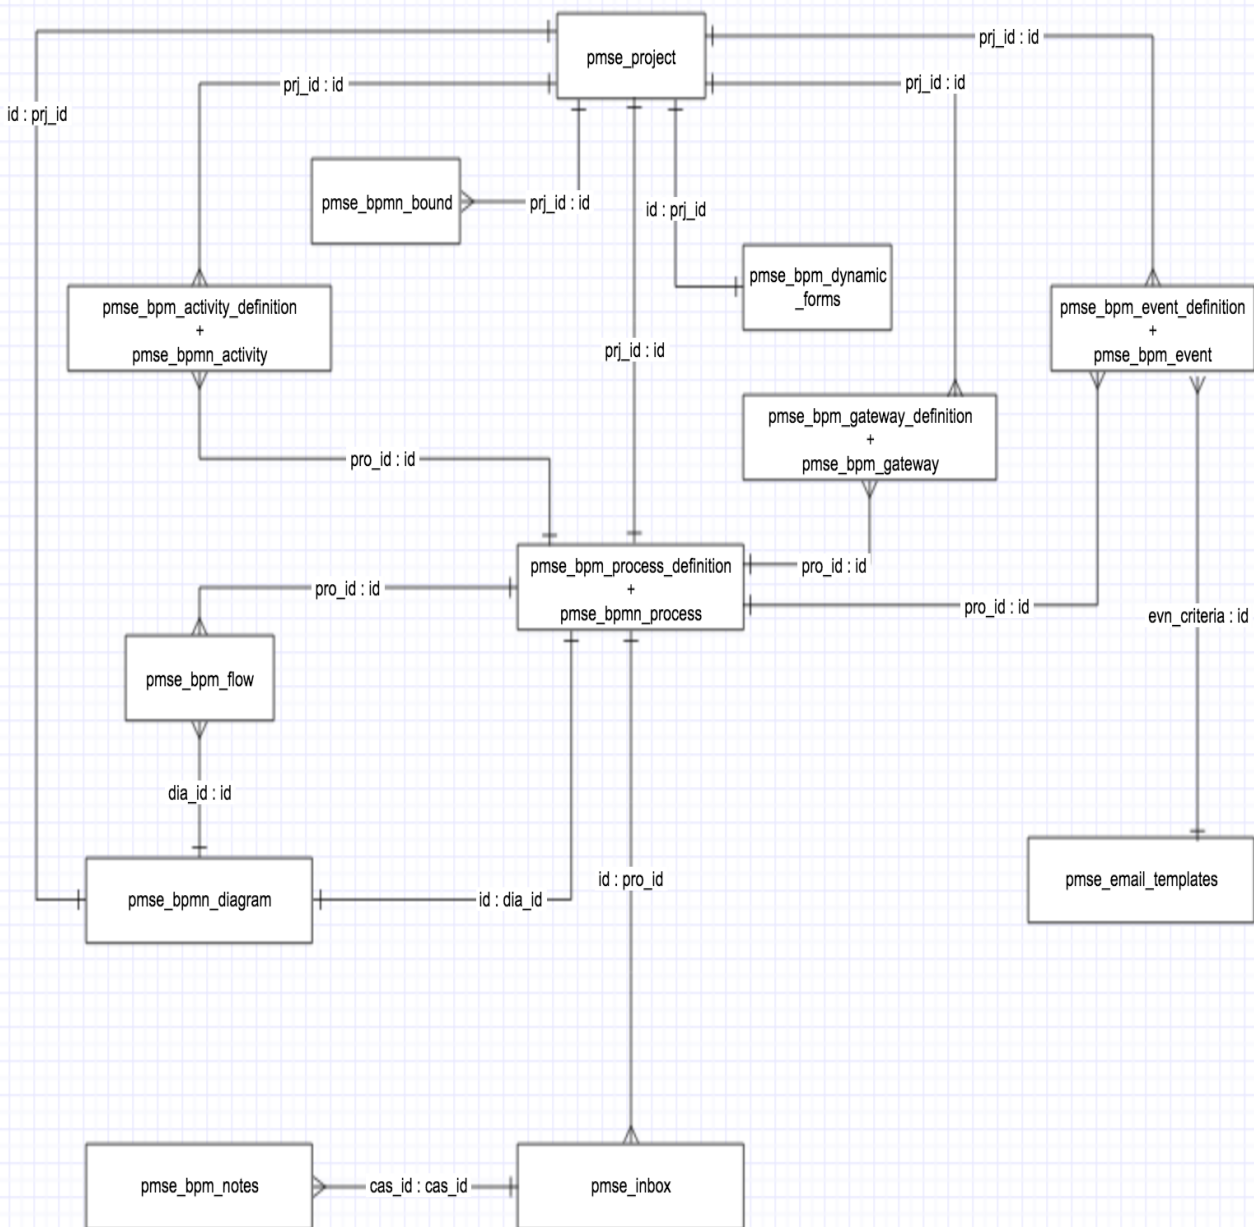 pmse_project
prj_id : id
prj_id : id
prj_id : id
id : prj_id
pmse_bpmn_bound
prj_id : id
id : prj_id
pmse_bpm_dynamic
_forms
pmse_bpm_activity_definition
+
pmse_bpmn_activity
pmse_bpm_event_definition
+
pmse_bpm_event
prj_id : id
pmse_bpm_gateway_definition
+
pmse_bpm_gateway
pro_id : id
pmse_bpm_process_definition
+
pmse_bpmn_process
pro_id : id
pro_id : id
pro_id : id
evn_criteria : id
pmse_bpm_flow
dia_id : id
id : pro_id
pmse_email_templates
pmse_bpmn_diagram
id : dia_id
pmse_bpm_notes
cas_id : cas_id
pmse_inbox